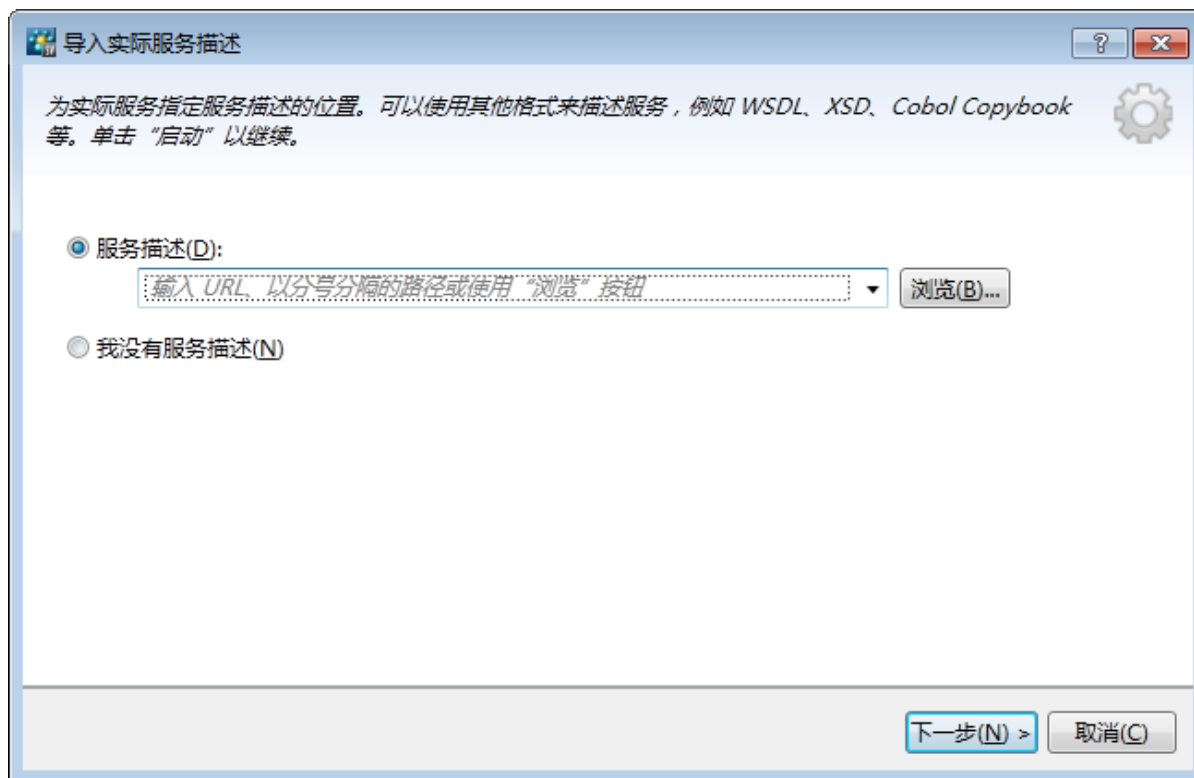 导入实际服务描述
为实际服务指定服务描述的位置。可以使用其他格式来描述服务，例如 WSDL、XSD、Cobol Copybook
等。单击“启动”以继续。
服务描述(D):
输入 URL、以分号分隔的路径或使用“浏览”按钮
浏览(B)...
我没有服务描述(N)
下一步(N) >
取消(C)